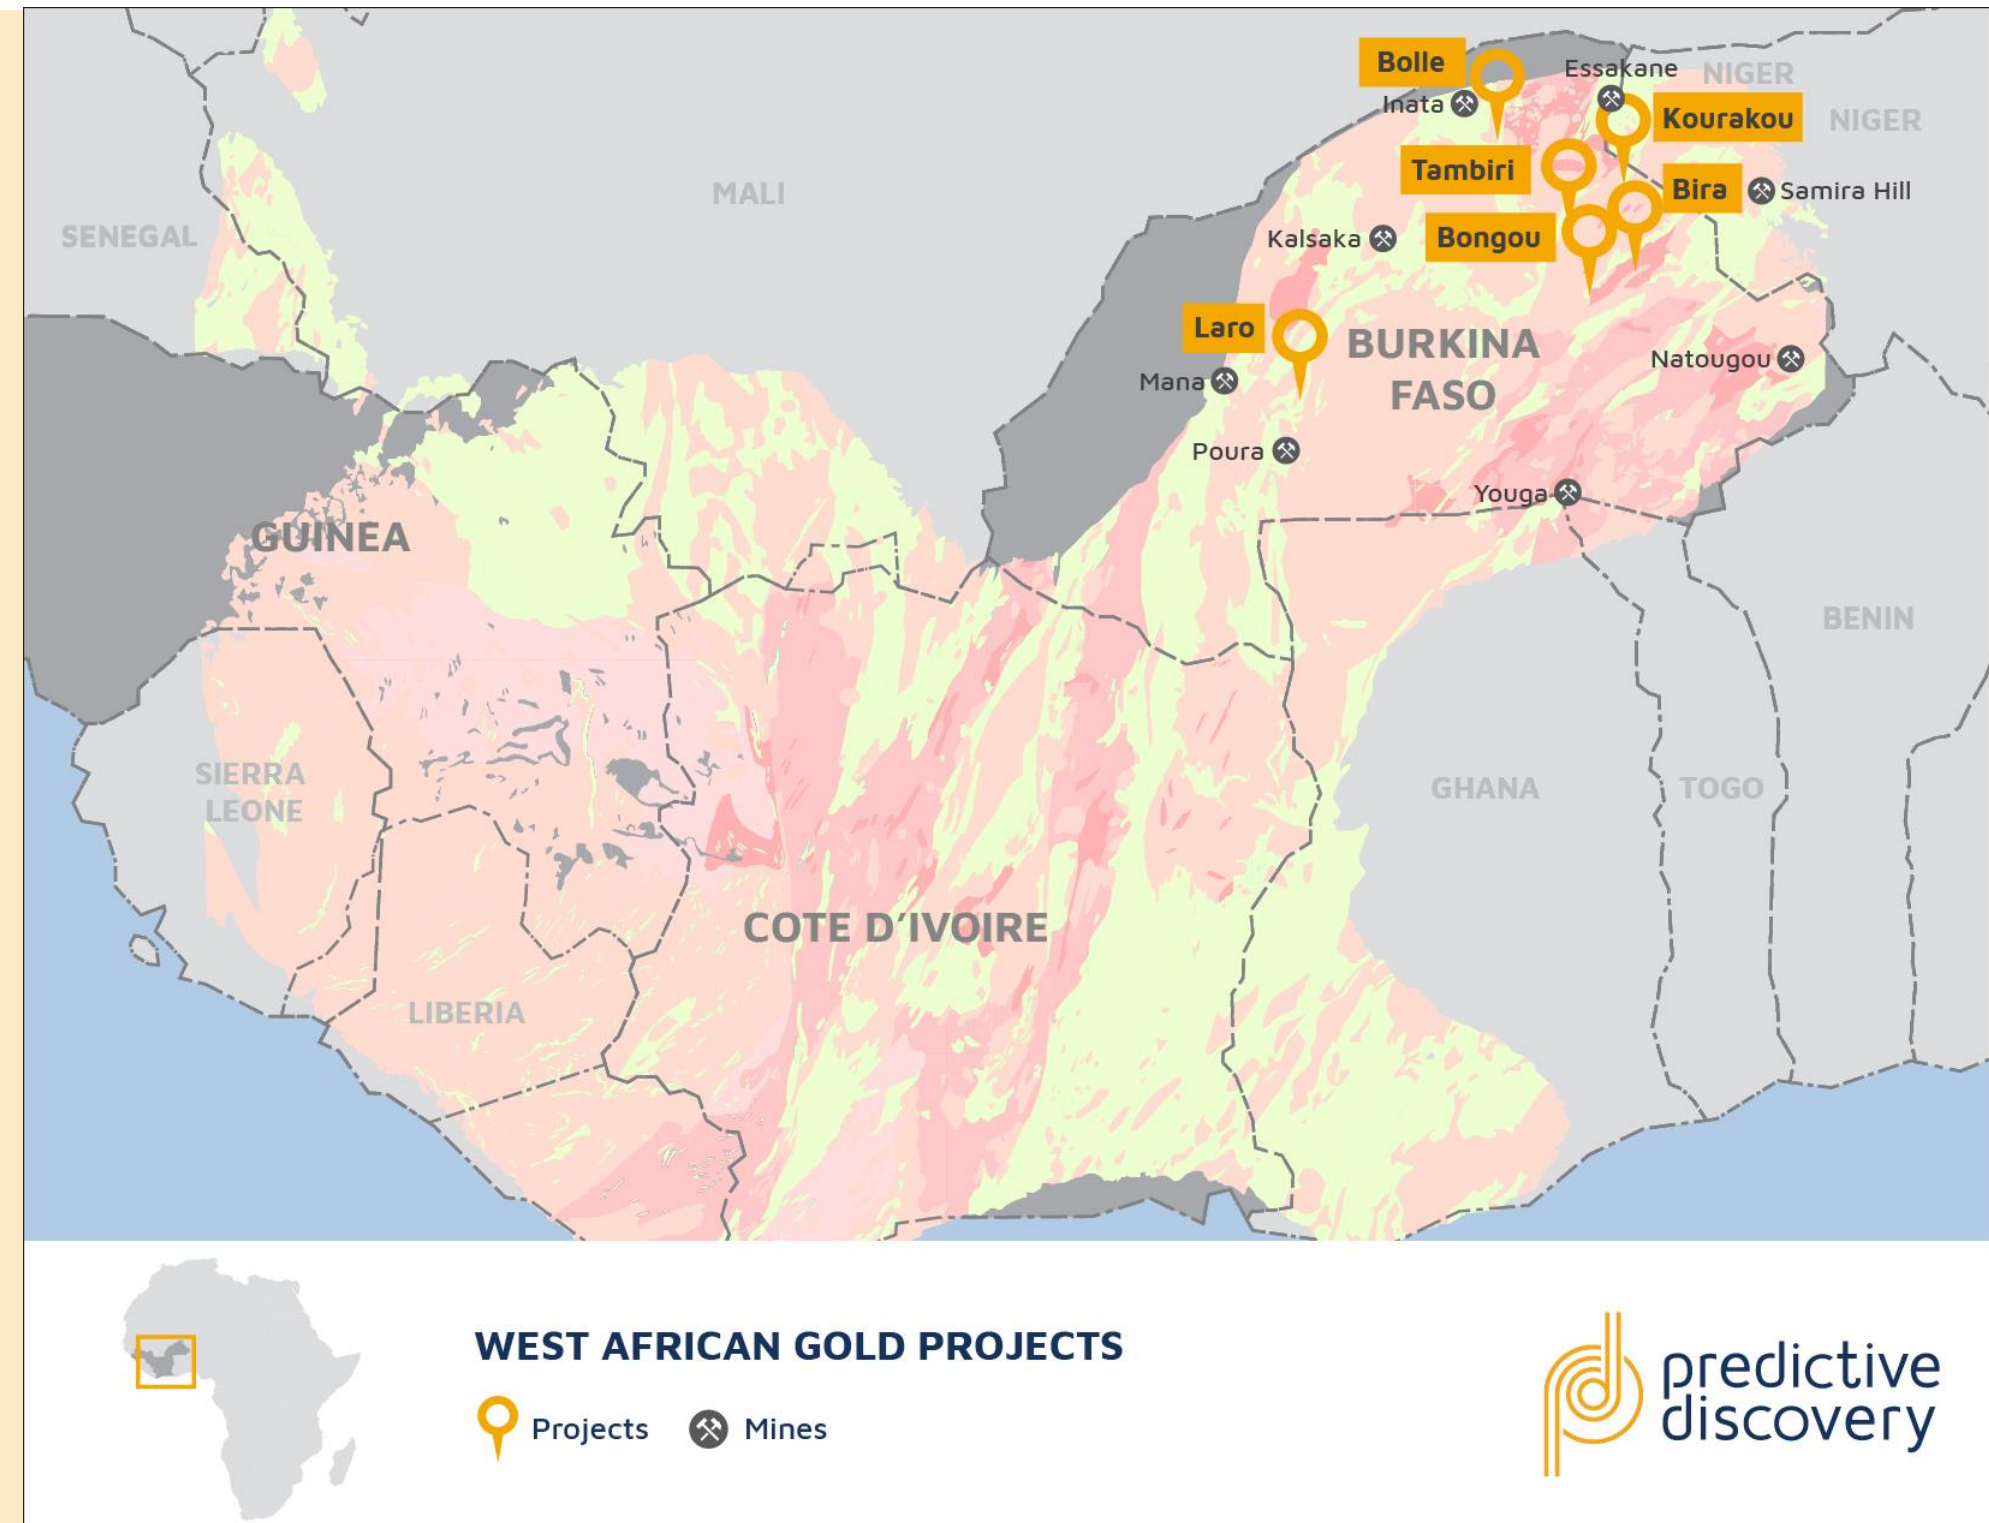 Bolle
Essakane
NIGER
Inata
Kourakou
NIGER
Tambiri
MALI
Bira
Samira Hill
SENEGAL
Kalsaka
Bongou
Laro
BURKINA
FASO
Natougou
Mana
Poura
Youga
GUINEA
BENIN
SIERRA
LEONE
GHANA
TOGO
COTE D’IVOIRE
LIBERIA
WEST AFRICAN GOLD PROJECTS
Projects
Mines
predictive
discovery